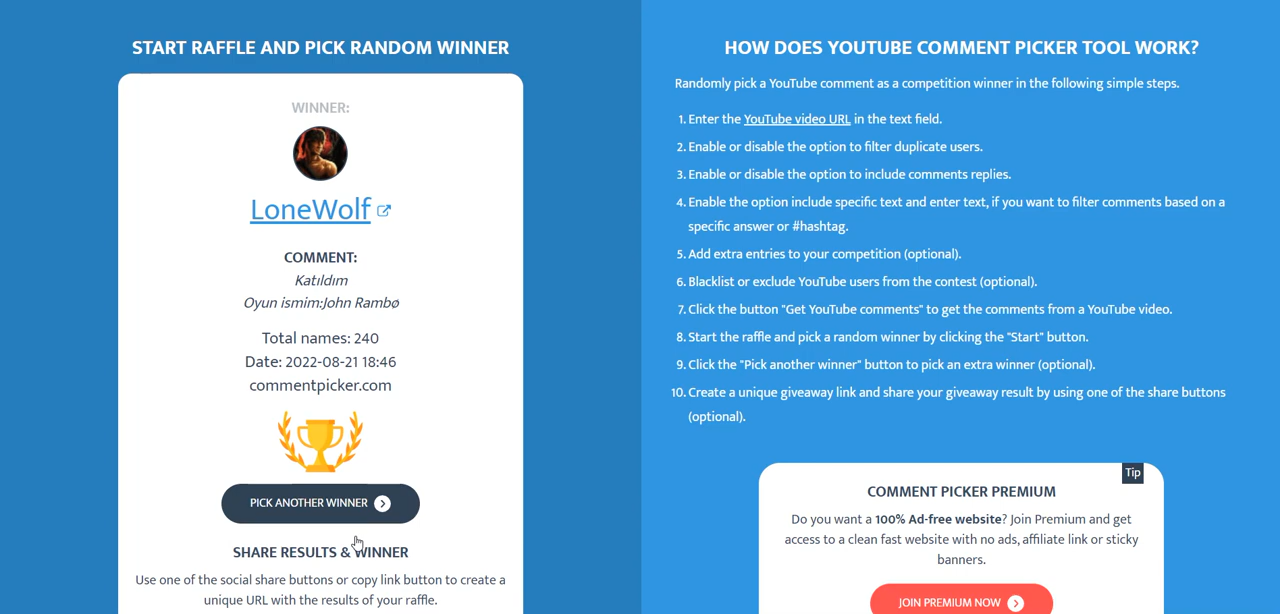 START RAFFLE AND PICK RANDOM WINNER
WINNER:
LoneWolf
COMMENT:
Katıldım
Oyun ismim:John Rambø
Total names: 240
Date: 2022-08-21 18:46
commentpicker.com
PICK ANOTHER WINNER
SHARE RESULTS & WINNER
Use one of the social share buttons or copy link button to create a
unique URL with the results of your raffle.
HOW DOES YOUTUBE COMMENT PICKER TOOL WORK?
Randomly pick a YouTube comment as a competition winner in the following simple steps.
1. Enter the YouTube video URL in the text field.
2. Enable or disable the option to filter duplicate users.
3. Enable or disable the option to include comments replies.
4. Enable the option include specific text and enter text, if you want to filter comments based on a
specific answer or #hashtag.
5. Add extra entries to your competition (optional).
6. Blacklist or exclude YouTube users from the contest (optional).
7. Click the button "Get YouTube comments" to get the comments from a YouTube video.
8. Start the raffle and pick a random winner by clicking the "Start" button.
9. Click the "Pick another winner" button to pick an extra winner (optional).
10. Create a unique giveaway link and share your giveaway result by using one of the share buttons
(optional).
Tip
COMMENT PICKER PREMIUM
Do you want a 100% Ad-free website? Join Premium and get
access to a clean fast website with no ads, affiliate link or sticky
banners.
JOIN PREMIUM NOW